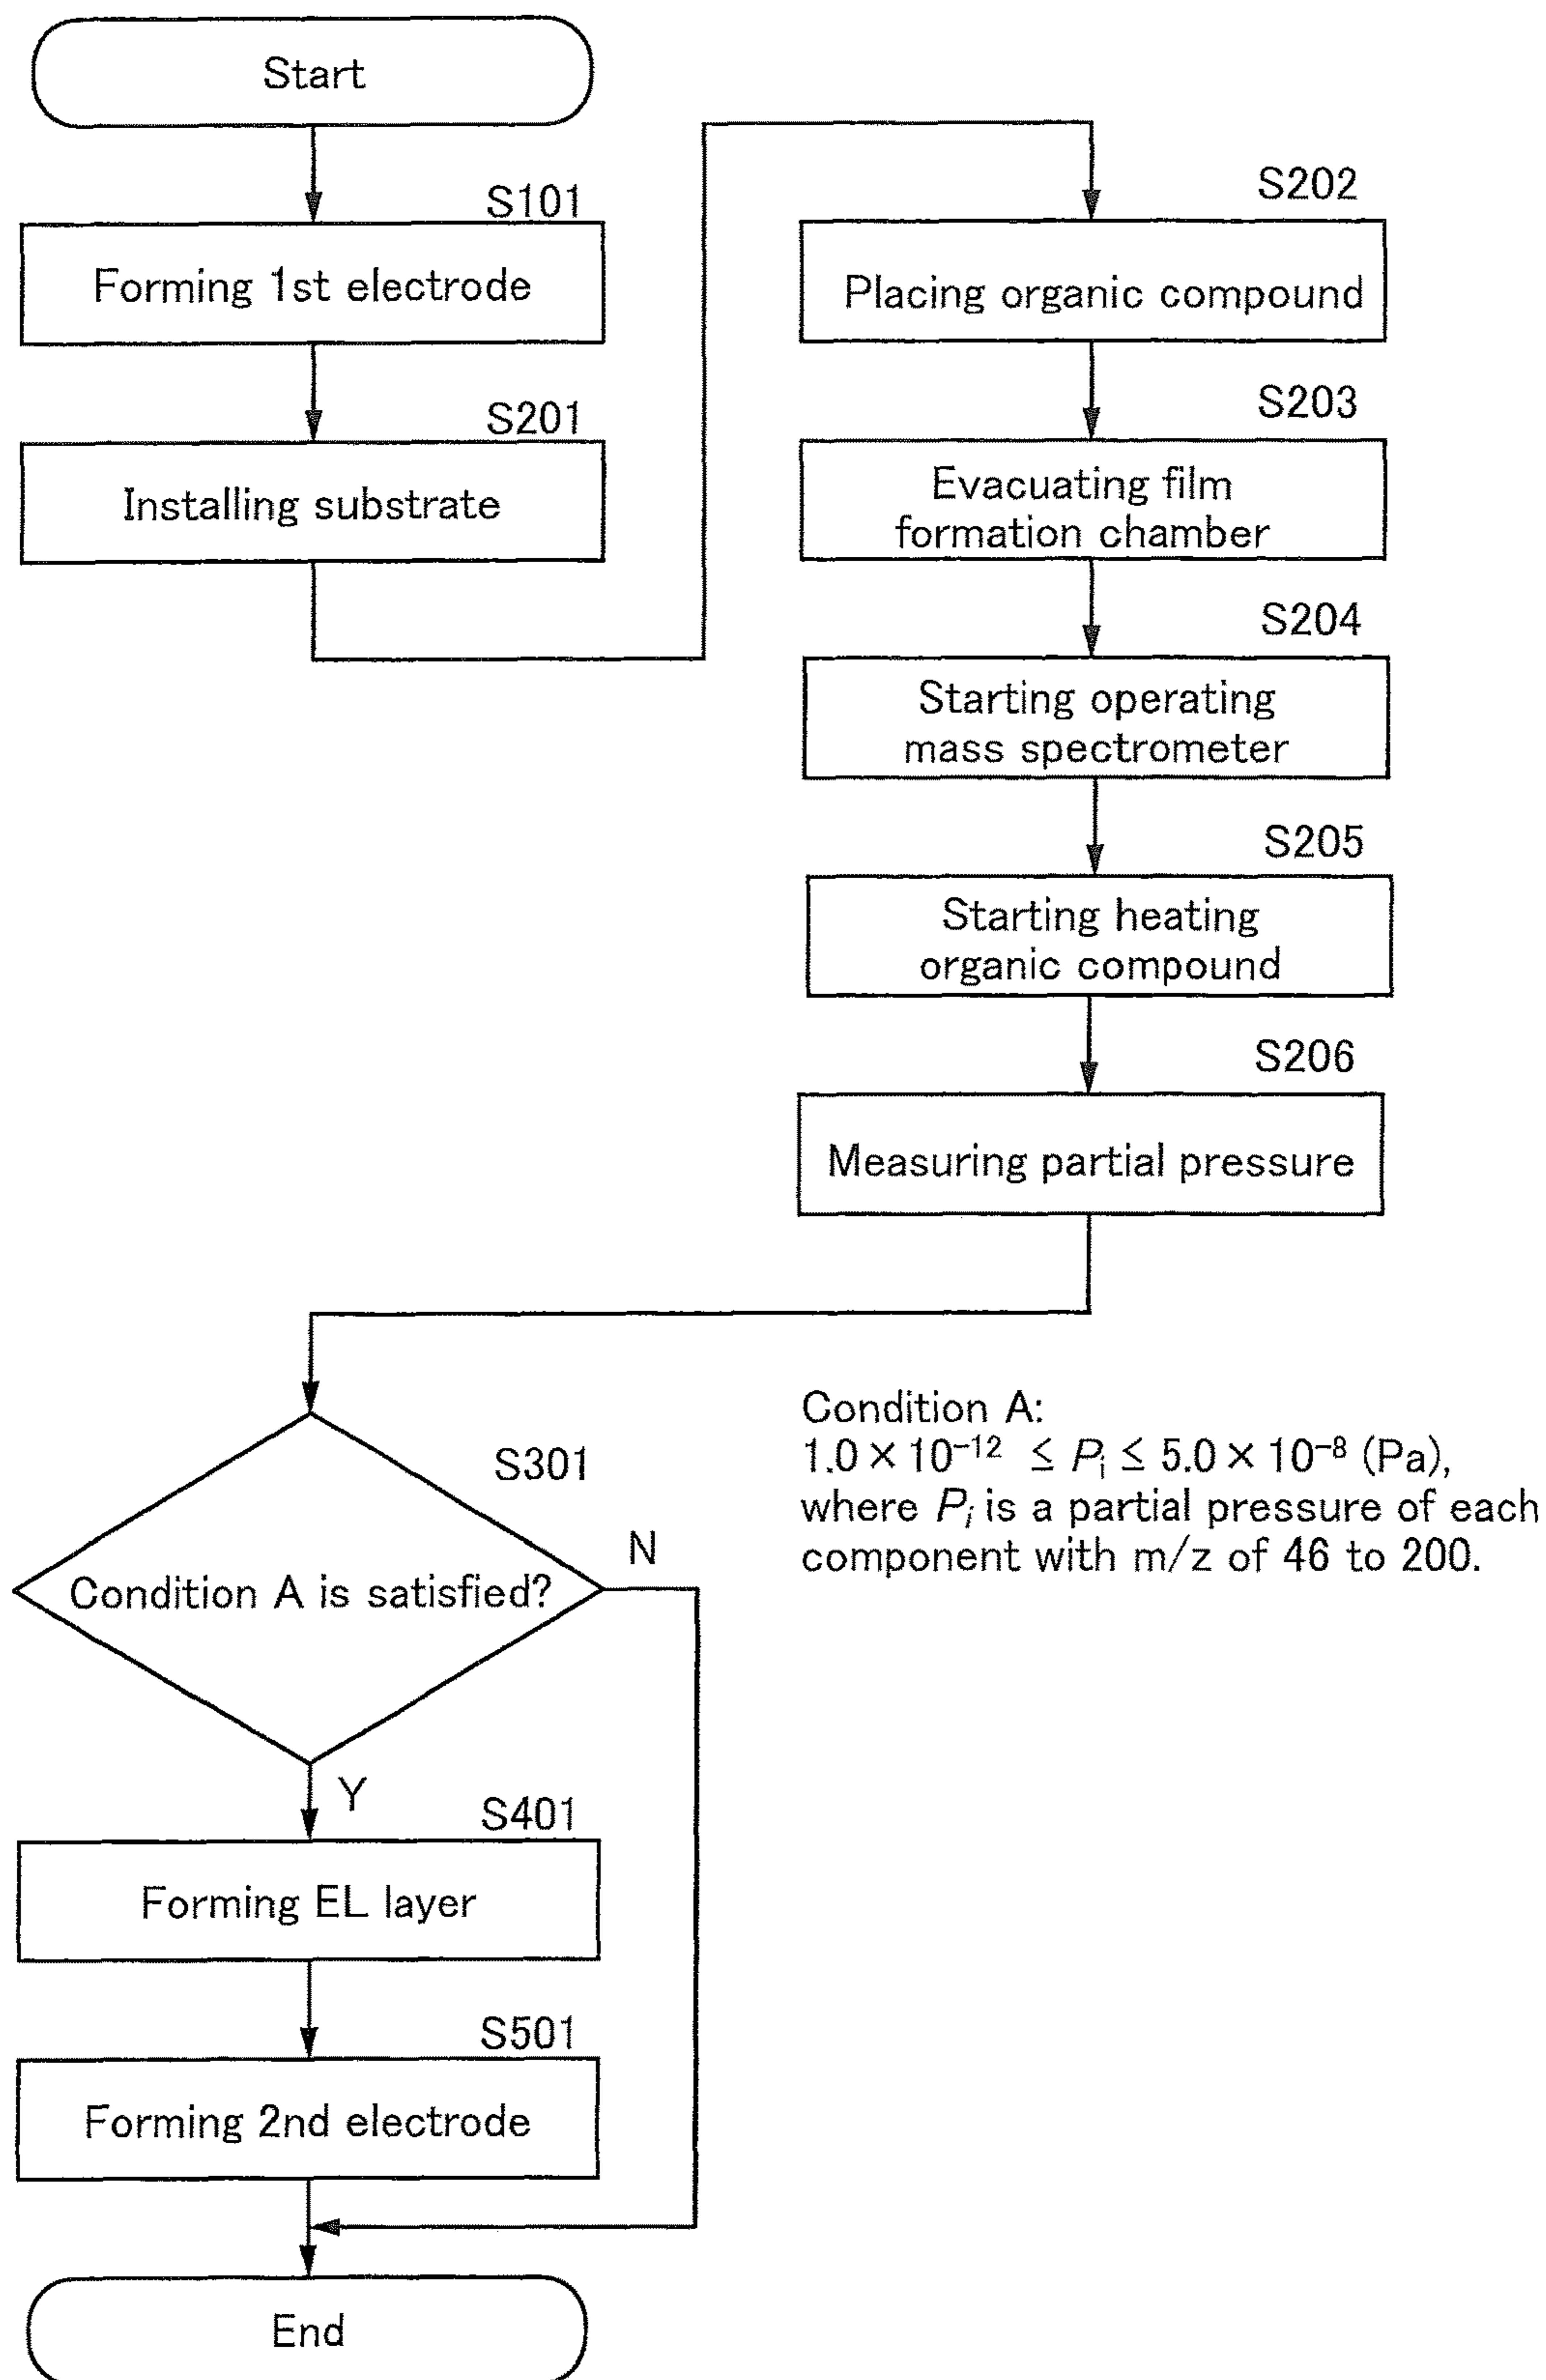 Start
S101
Forming 1st electrode
S201
Installing substrate
S202
Placing organic compound
S203
Evacuating film
formation chamber
S204
Starting operating
mass spectrometer
S205
Starting heating
organic compound
S206
Measuring partial pressure
Condition A:
1.0 × 10⁻¹² ≤ Pᵢ ≤ 5.0 × 10⁻⁸ (Pa),
where Pᵢ is a partial pressure of each
component with m/z of 46 to 200.
S301
Condition A is satisfied?
N
Y
S401
Forming EL layer
S501
Forming 2nd electrode
End